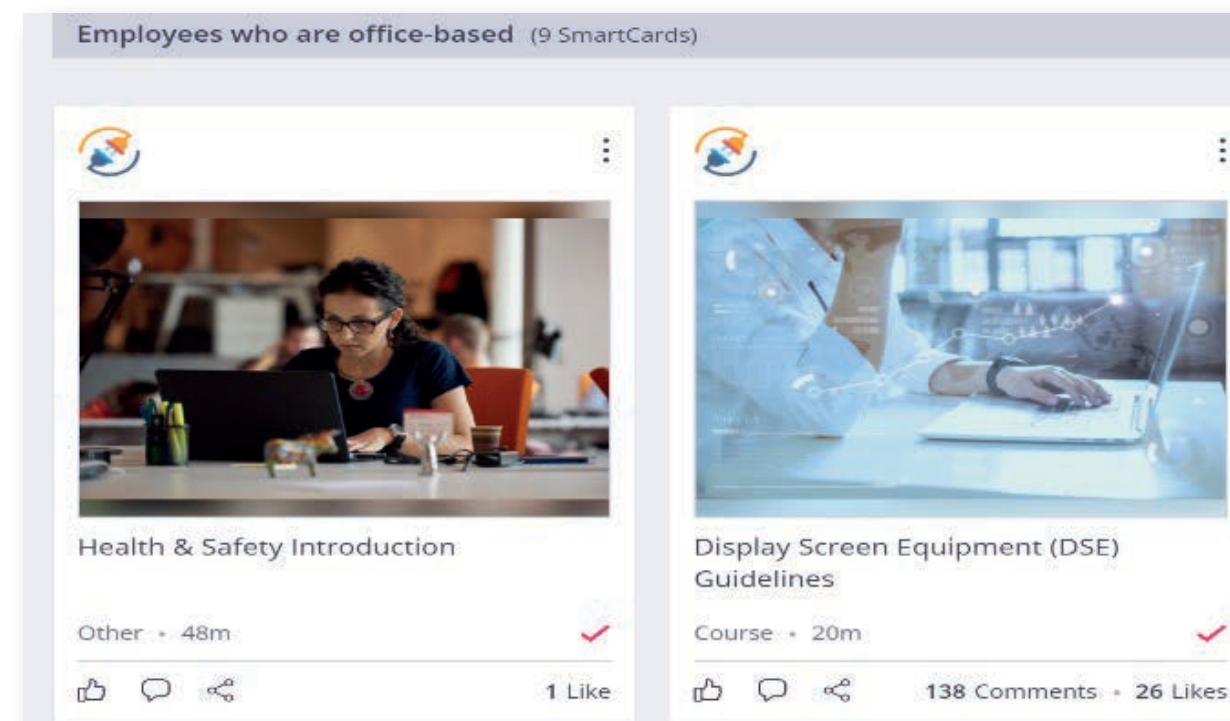 Employees who are office-based (9 SmartCards)
Health & Safety Introduction
Other • 48m
1 Like
Display Screen Equipment (DSE)
Guidelines
Course • 20m
138 Comments • 26 Likes